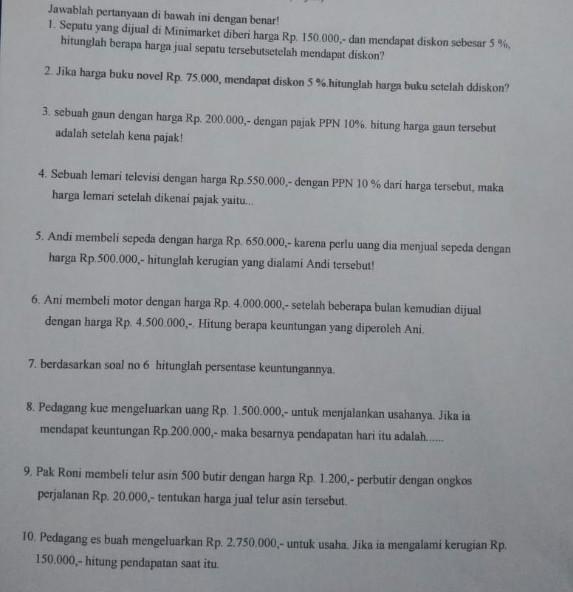 Jawablah pertanyaan di bawah ini dengan benar!
1. Sepatu yang dijual di Minimarket diberi harga Rp. 150.000,- dan mendapat diskon sebesar 5 %,
hitunglah berapa harga jual sepatu tersebutsetelah mendapat diskon?
2. Jika harga buku novel Rp. 75.000, mendapat diskon 5 %.hitunglah harga buku setelah ddiskon?
3. sebuah gaun dengan harga Rp. 200.000,- dengan pajak PPN 10%. hitung harga gaun tersebut
adalah setelah kena pajak!
4. Sebuah lemari televisi dengan harga Rp.550.000,- dengan PPN 10 % dari harga tersebut, maka
harga lemari setelah dikenai pajak yaitu...
5. Andi membeli sepeda dengan harga Rp. 650.000,- karena perlu uang dia menjual sepeda dengan
harga Rp.500.000,- hitunglah kerugian yang dialami Andi tersebut!
6. Ani membeli motor dengan harga Rp. 4.000.000,- setelah beberapa bulan kemudian dijual
dengan harga Rp. 4.500.000,-. Hitung berapa keuntungan yang diperoleh Ani.
7. berdasarkan soal no 6 hitunglah persentase keuntungannya.
8. Pedagang kue mengeluarkan uang Rp. 1.500.000,- untuk menjalankan usahanya. Jika ia
mendapat keuntungan Rp.200.000,- maka besarnya pendapatan hari itu adalah......
9. Pak Roni membeli telur asin 500 butir dengan harga Rp. 1.200,- perbutir dengan ongkos
perjalanan Rp. 20.000,- tentukan harga jual telur asin tersebut.
10. Pedagang es buah mengeluarkan Rp. 2.750.000,- untuk usaha. Jika ia mengalami kerugian Rp.
150.000,- hitung pendapatan saat itu.